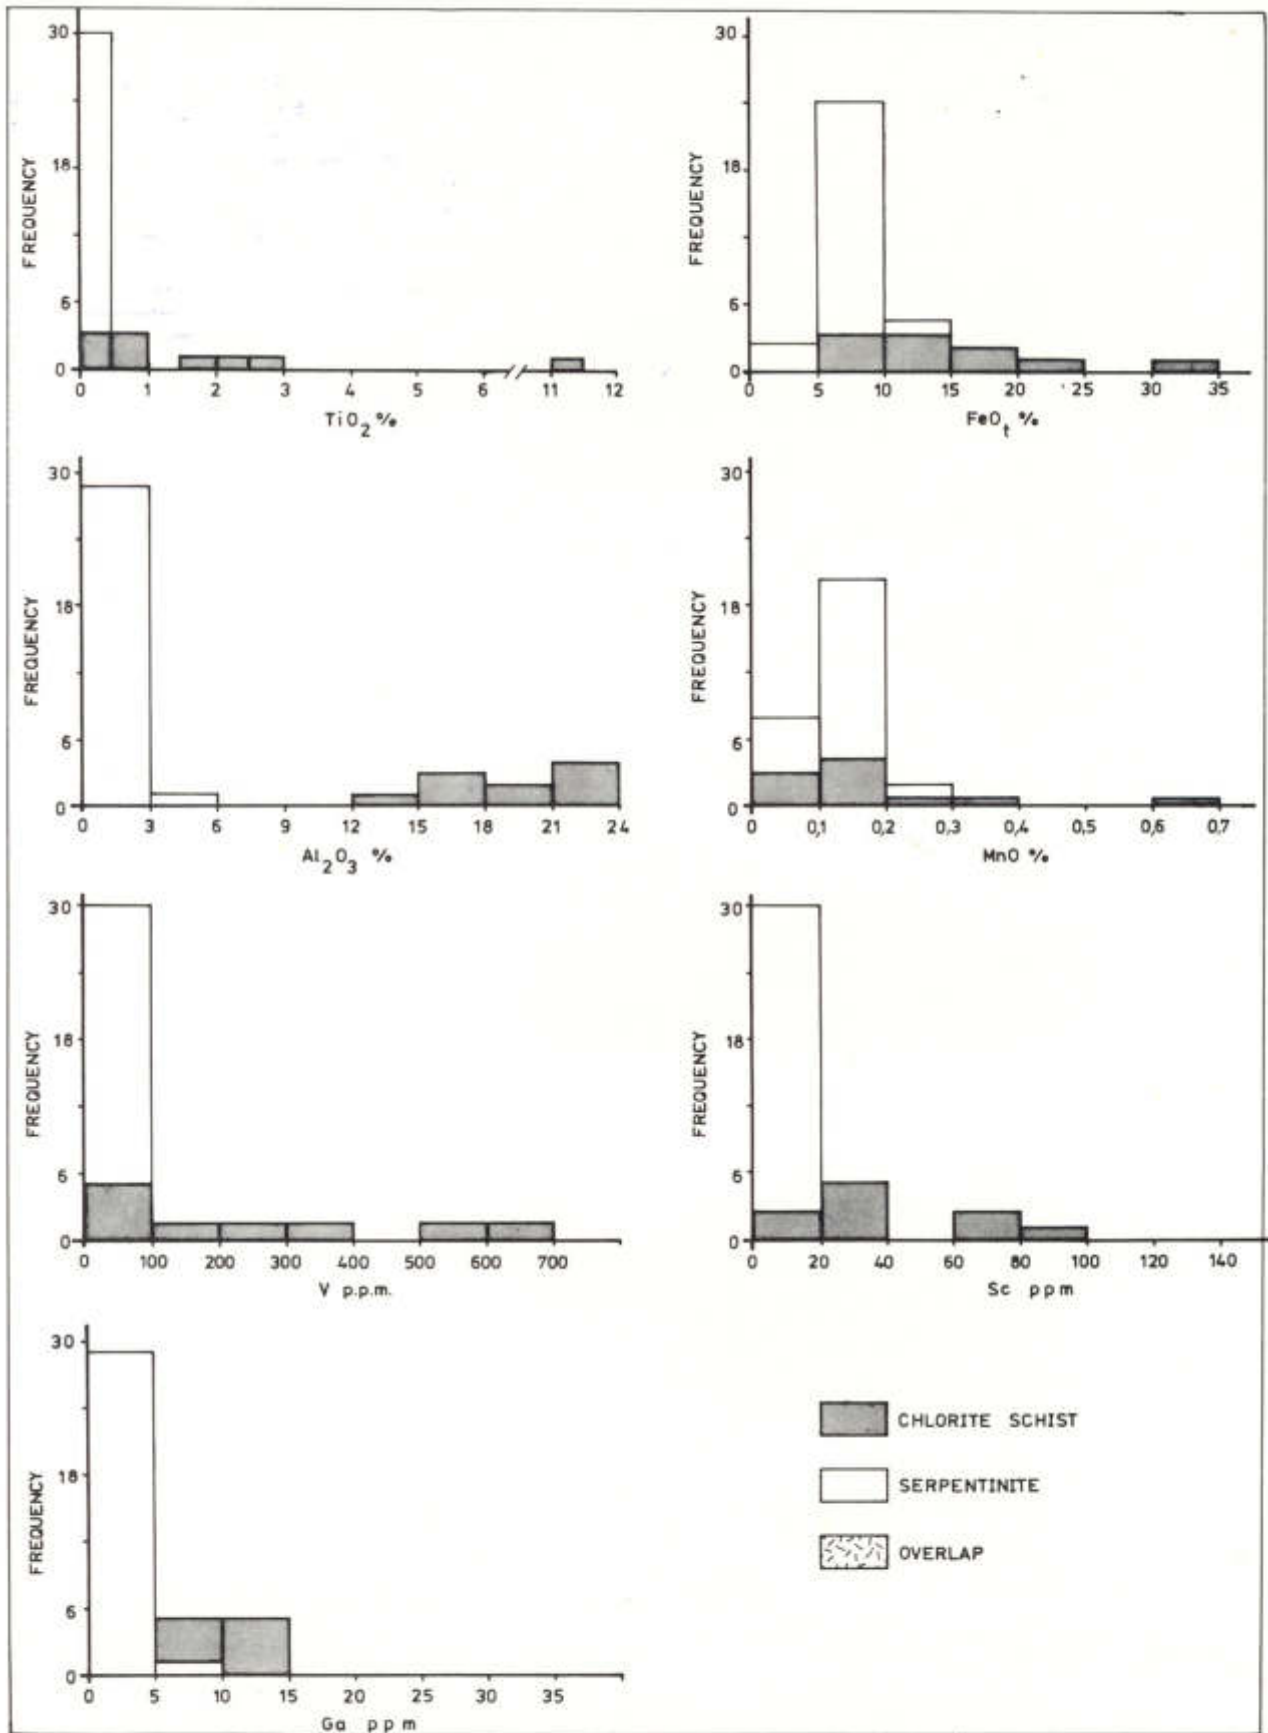 30
18
6
0
FREQUENCY
0 1 2 3 4 5 6 11 12
TiO2 %
30
18
6
0
FREQUENCY
0 5 10 15 20 25 30 35
FeOt %
30
18
6
0
FREQUENCY
0 3 6 9 12 15 18 21 24
Al2O3 %
30
18
6
0
FREQUENCY
0 0,1 0,2 0,3 0,4 0,5 0,6 0,7
MnO %
30
18
6
0
FREQUENCY
0 100 200 300 400 500 600 700
V p.p.m.
30
18
6
0
FREQUENCY
0 20 40 60 80 100 120 140
Sc ppm
30
18
6
0
FREQUENCY
0 5 10 15 20 25 30 35
Ga ppm
CHLORITE SCHIST
SERPENTINITE
OVERLAP